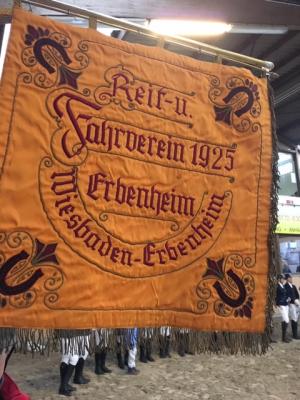 Reit-u.
Fahrverein 1925
Erbenheim
Wiesbaden-Erbenheim